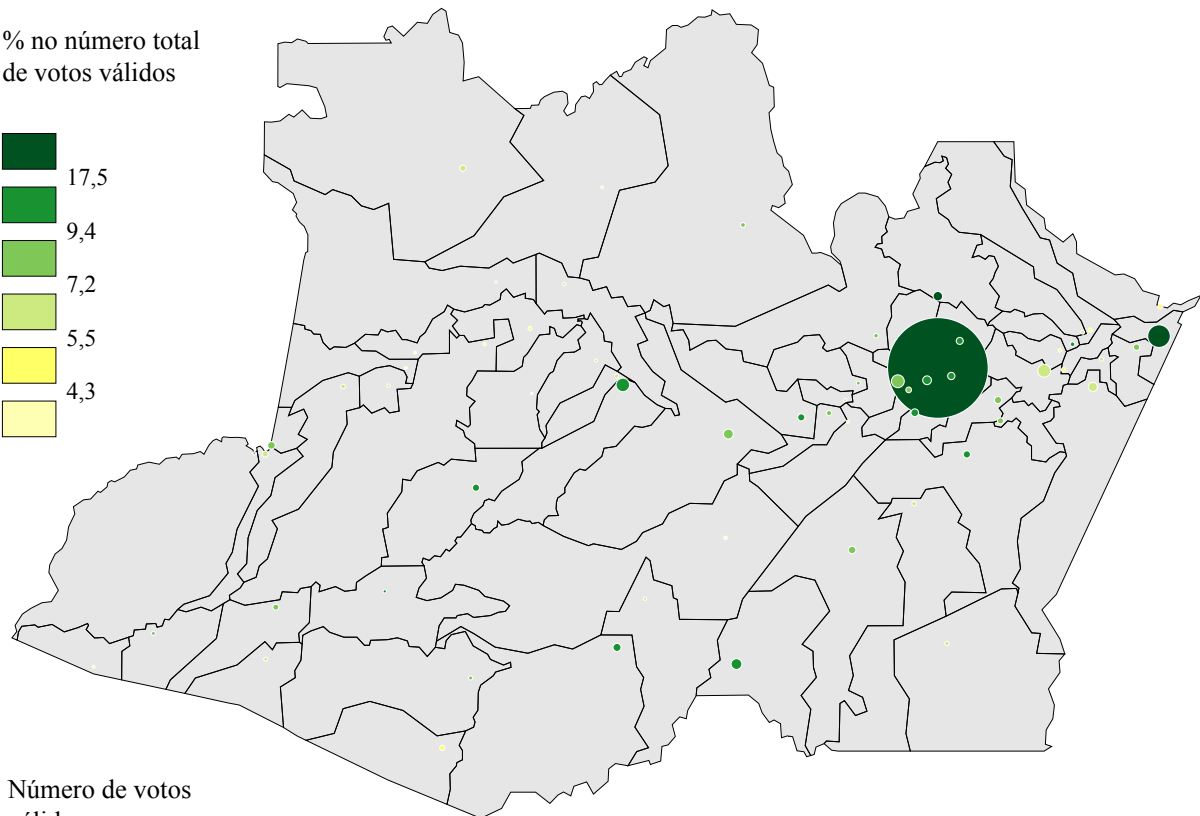 % no número total
de votos válidos
17,5
9,4
7,2
5,5
4,3
Número de votos